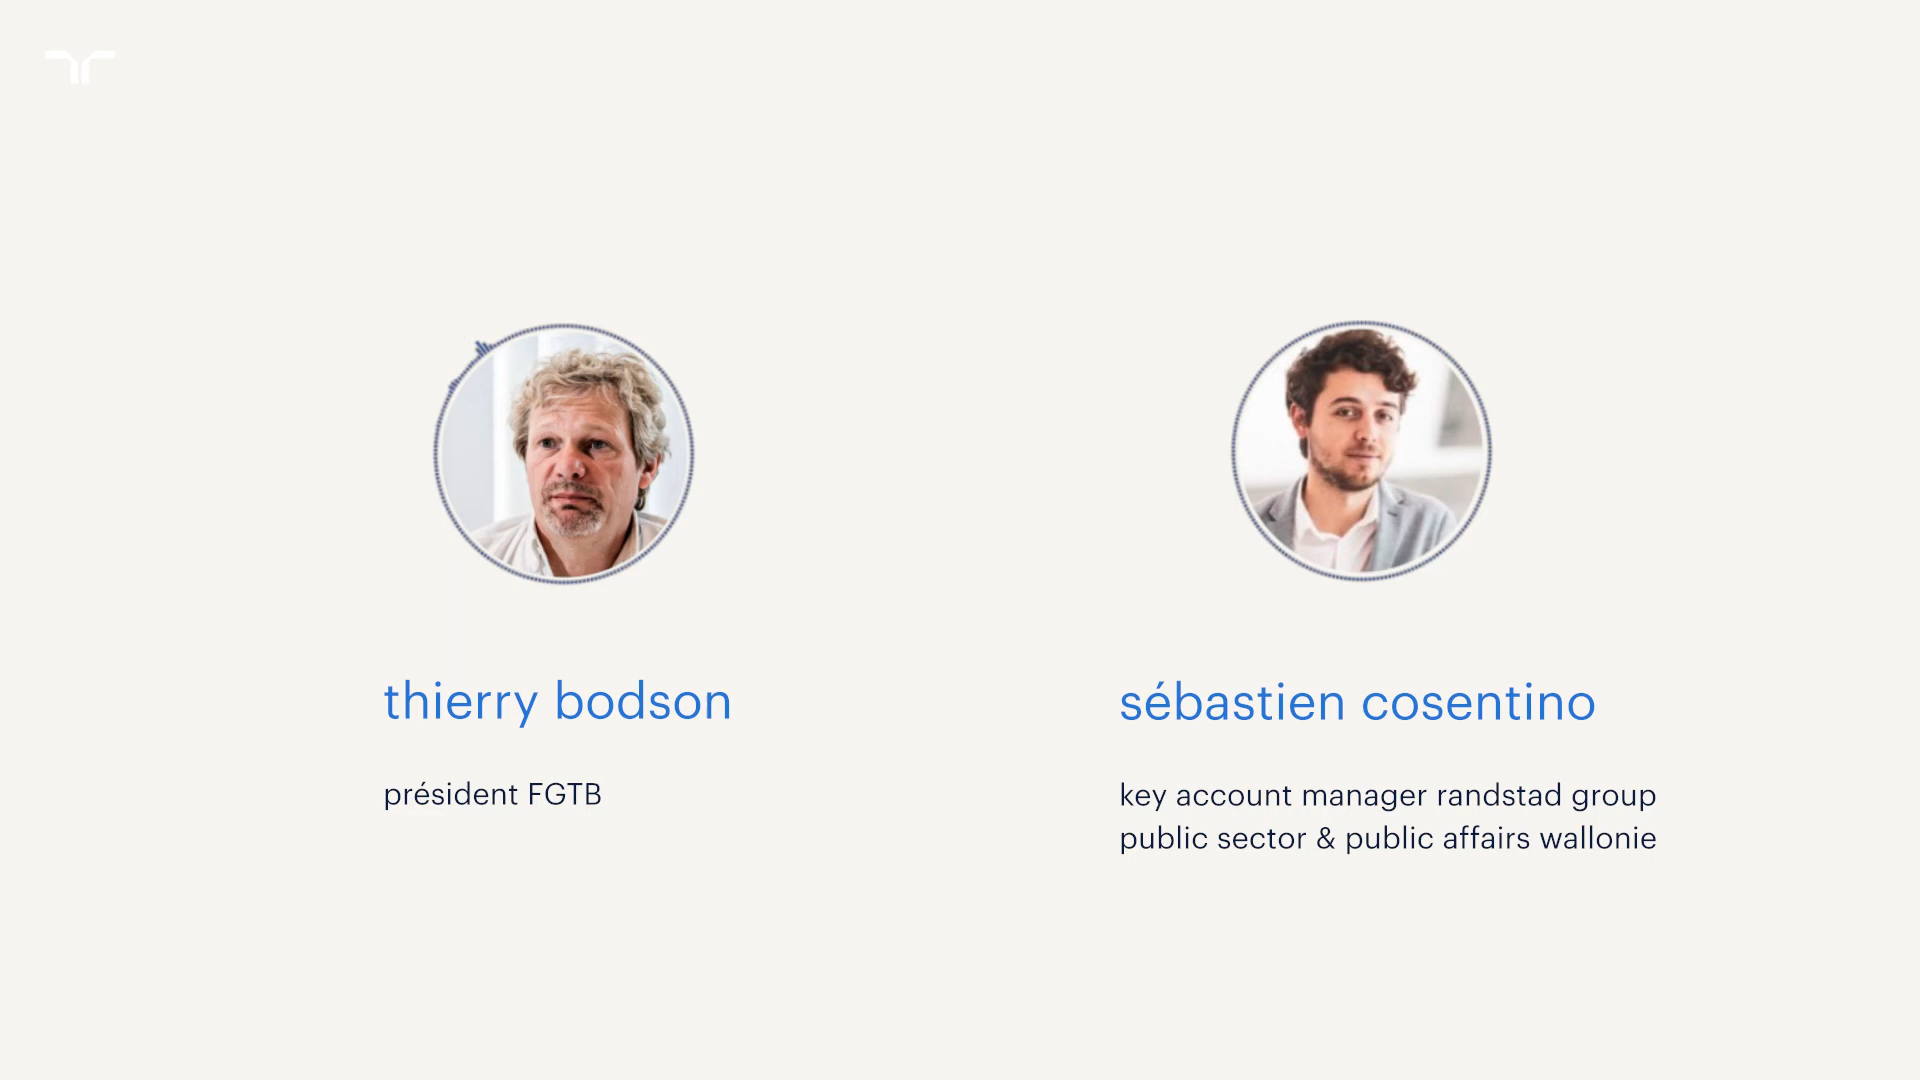 thierry bodson
président FGTB
sébastien cosentino
key account manager randstad group
public sector & public affairs wallonie